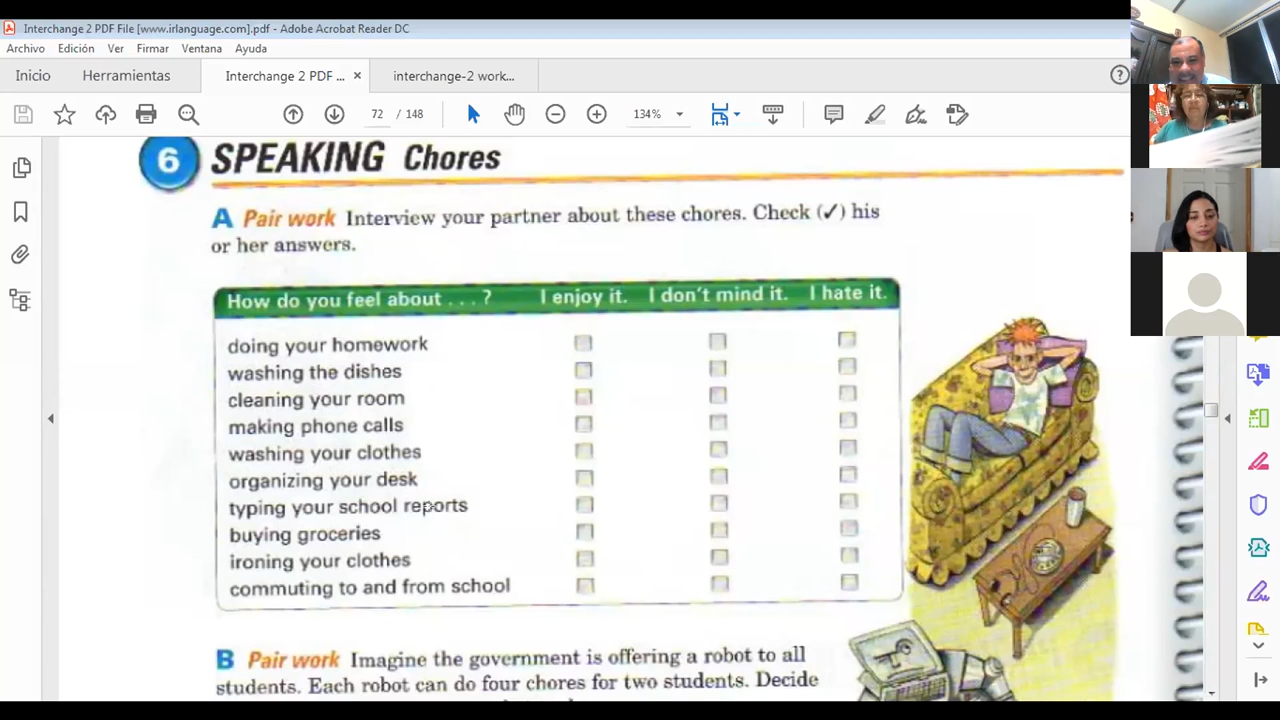 Interchange 2 PDF File [www.irlanguage.com].pdf - Adobe Acrobat Reader DC
Archivo Edición Ver Firmar Ventana Ayuda
Inicio Herramientas Interchange 2 PDF ... × interchange-2 work...
72 / 148 134%
6 SPEAKING Chores
A Pair work Interview your partner about these chores. Check (✓) his
or her answers.
How do you feel about . . . ? I enjoy it. I don't mind it. I hate it.
doing your homework
washing the dishes
cleaning your room
making phone calls
washing your clothes
organizing your desk
typing your school reports
buying groceries
ironing your clothes
commuting to and from school
B Pair work Imagine the government is offering a robot to all
students. Each robot can do four chores for two students. Decide